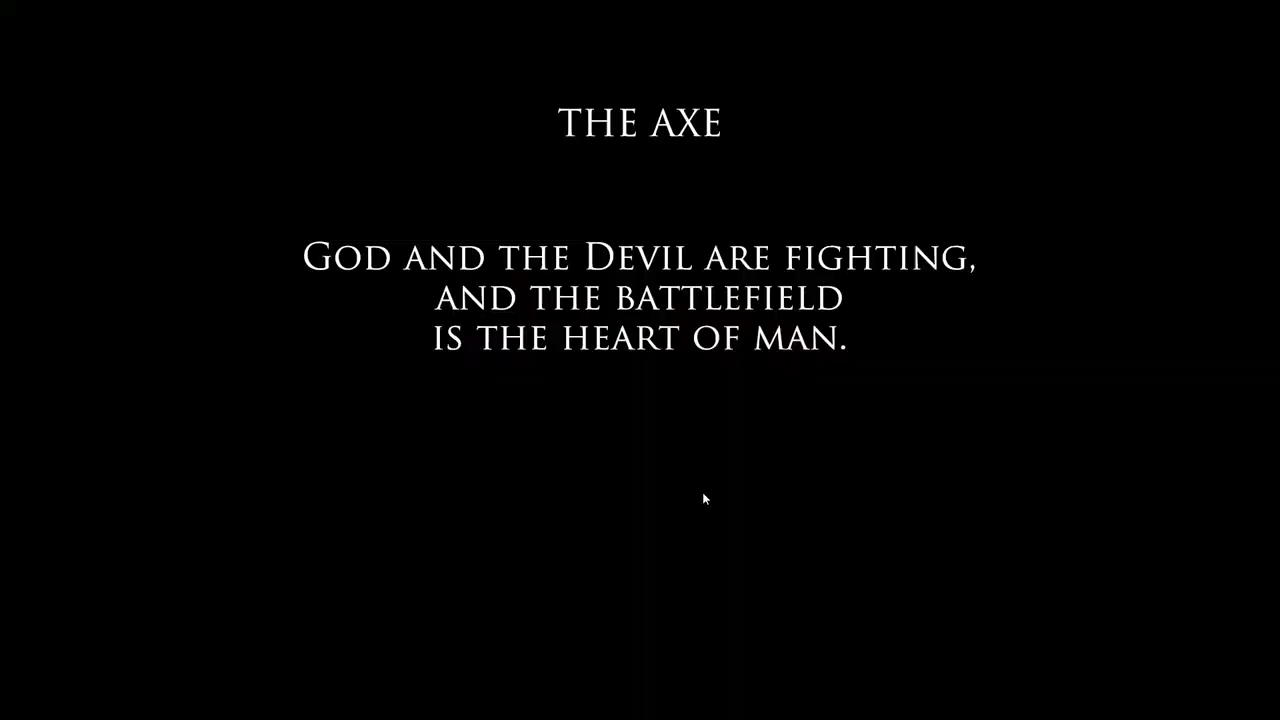 THE AXE
God and the Devil are fighting,
and the battlefield
is the heart of man.